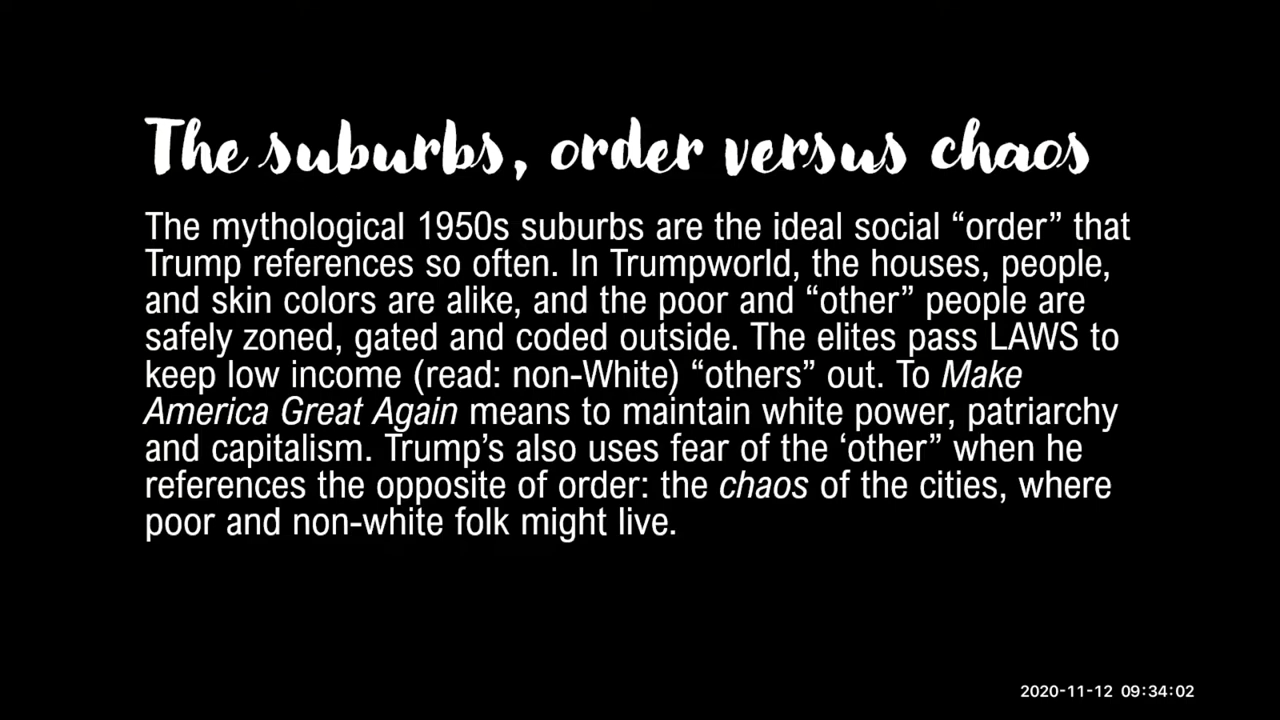 The suburbs, order versus chaos
The mythological 1950s suburbs are the ideal social “order” that
Trump references so often. In Trumpworld, the houses, people,
and skin colors are alike, and the poor and “other” people are
safely zoned, gated and coded outside. The elites pass LAWS to
keep low income (read: non-White) “others” out. To Make
America Great Again means to maintain white power, patriarchy
and capitalism. Trump’s also uses fear of the ‘other” when he
references the opposite of order: the chaos of the cities, where
poor and non-white folk might live.
2020-11-12 09:34:02